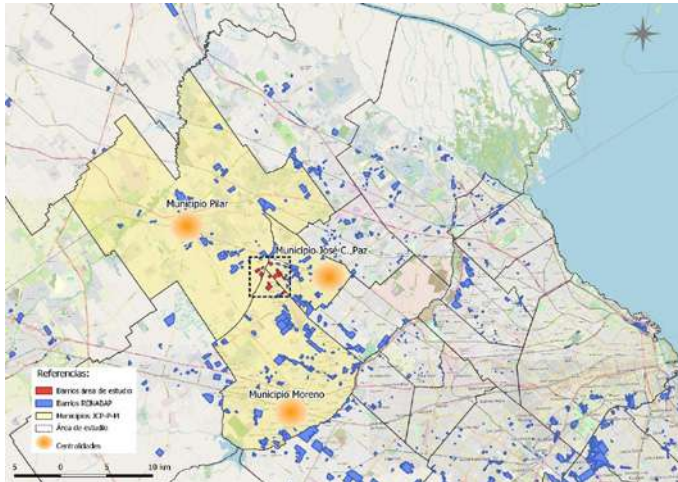 Municipio Pilar
Municipio José C. Paz
Municipio Moreno
Referencias:
Barrios área de estudio
Barrios RENABAP
Municipios JCP-P-M
Área de estudio
Centralidades
5 0 5 10 km